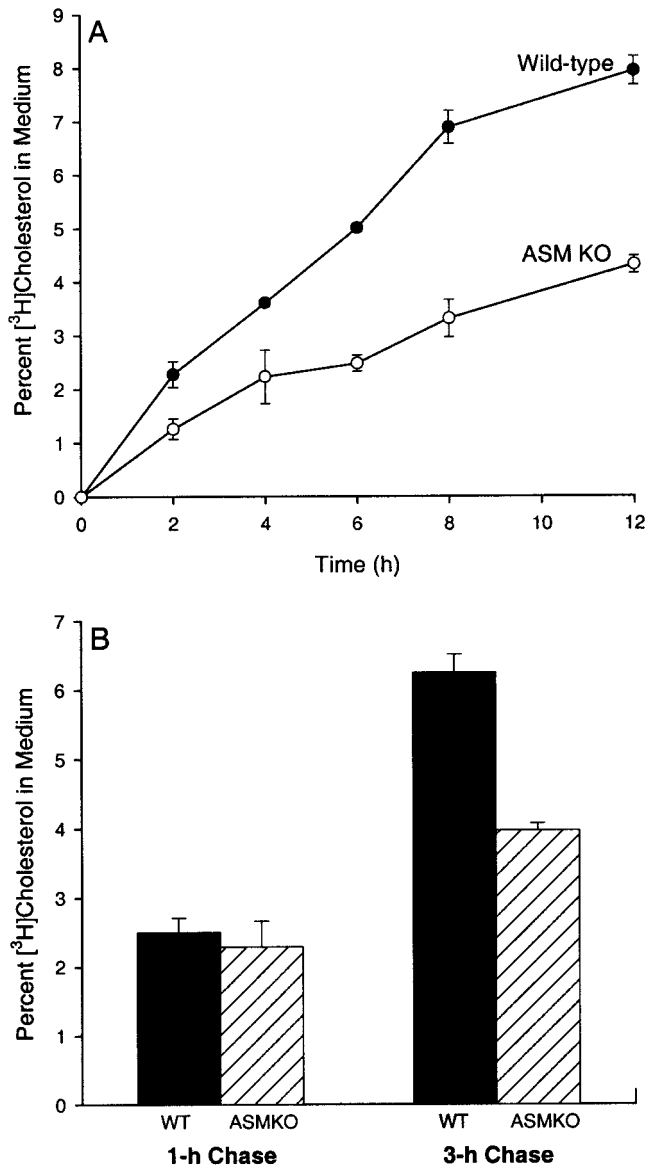 A
9
8
7
6
5
4
3
2
1
0
Percent [³H]Cholesterol in Medium
Wild-type
ASM KO
0 2 4 6 8 10 12
Time (h)
B
7
6
5
4
3
2
1
0
Percent [³H]Cholesterol in Medium
WT ASMKO WT ASMKO
1-h Chase 3-h Chase